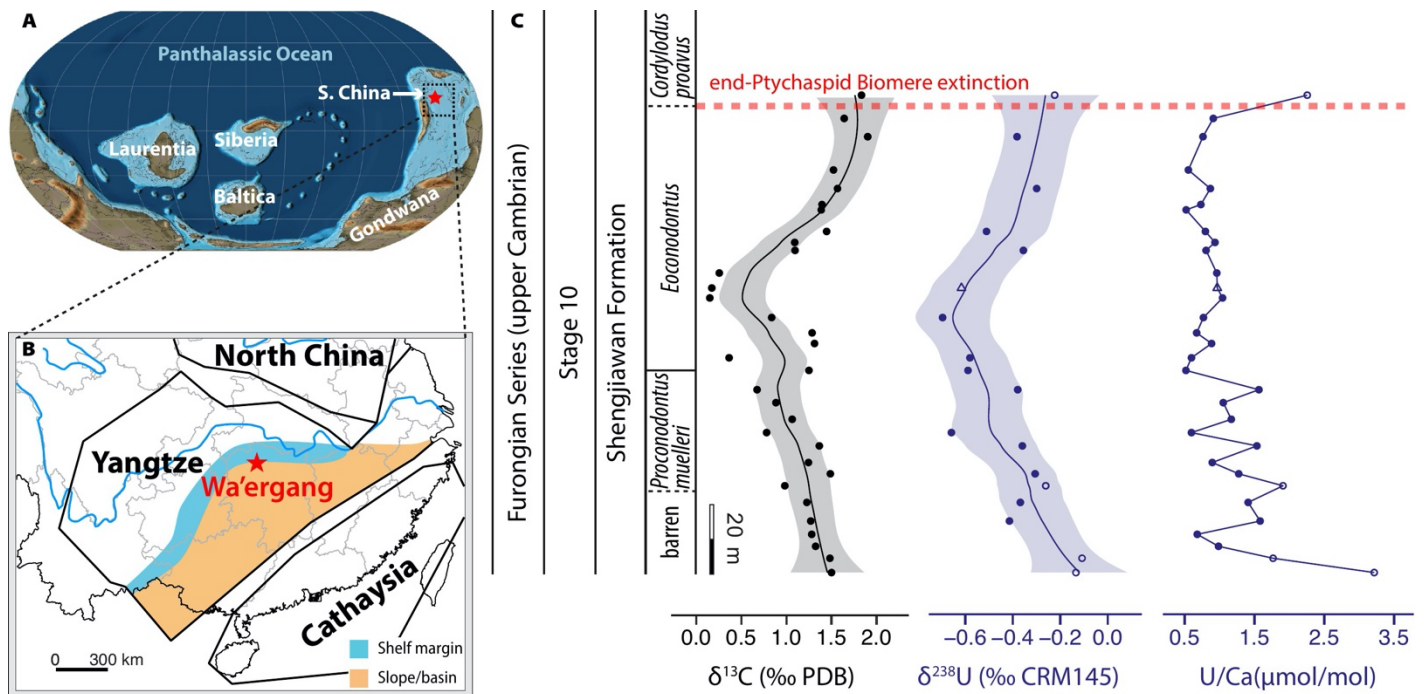 A
Panthalassic Ocean
S. China
Laurentia
Siberia
Baltica
Gondwana
B
North China
Yangtze
Wa'ergang
Cathaysia
0 300 km
Shelf margin
Slope/basin
C
Furongian Series (upper Cambrian)
Stage 10
Shengjiawan Formation
Cordylodus
proavus
Eoconodontus
Proconodontus
muelleri
barren
end-Ptychaspid Biomere extinction
20 m
0.0 0.5 1.0 1.5 2.0
δ¹³C (‰ PDB)
−0.6 −0.4 −0.2 0.0
δ²³⁸U (‰ CRM145)
0.5 1.5 2.5 3.5
U/Ca(μmol/mol)